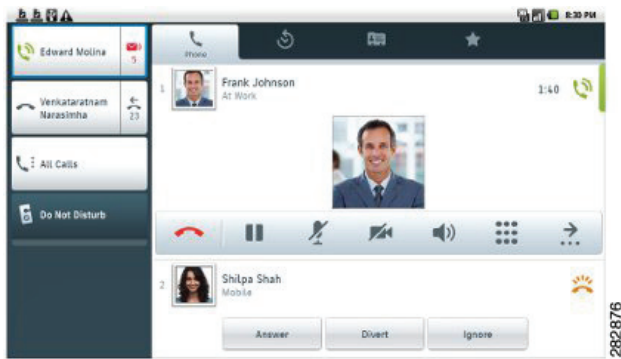 8:30 PM
Edward Molina
5
Venkataratnam
Narasimha
23
All Calls
Do Not Disturb
Phone
1
Frank Johnson
At Work
1:40
2
Shilpa Shah
Mobile
Answer
Divert
Ignore
282876